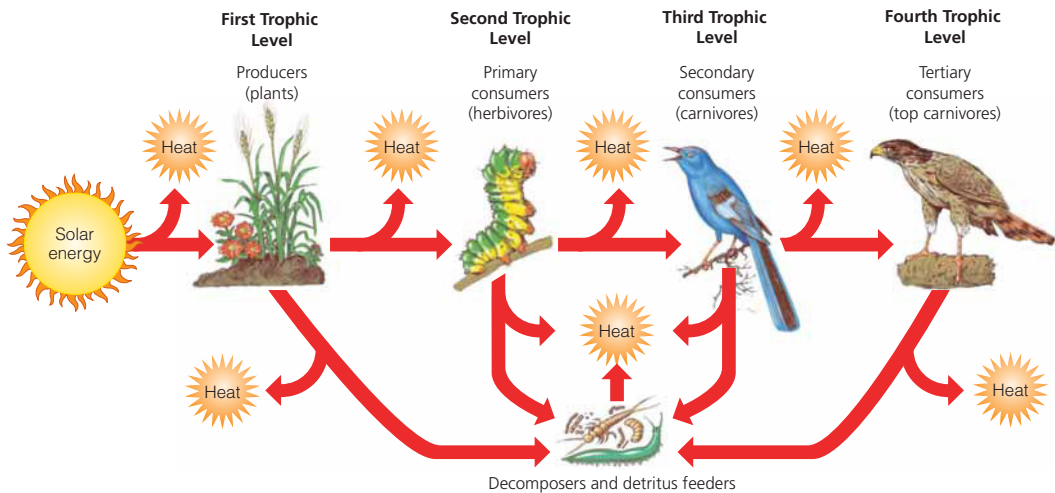 First Trophic
Level
Producers
(plants)
Second Trophic
Level
Primary
consumers
(herbivores)
Third Trophic
Level
Secondary
consumers
(carnivores)
Fourth Trophic
Level
Tertiary
consumers
(top carnivores)
Heat
Heat
Heat
Heat
Solar
energy
Heat
Heat
Heat
Decomposers and detritus feeders